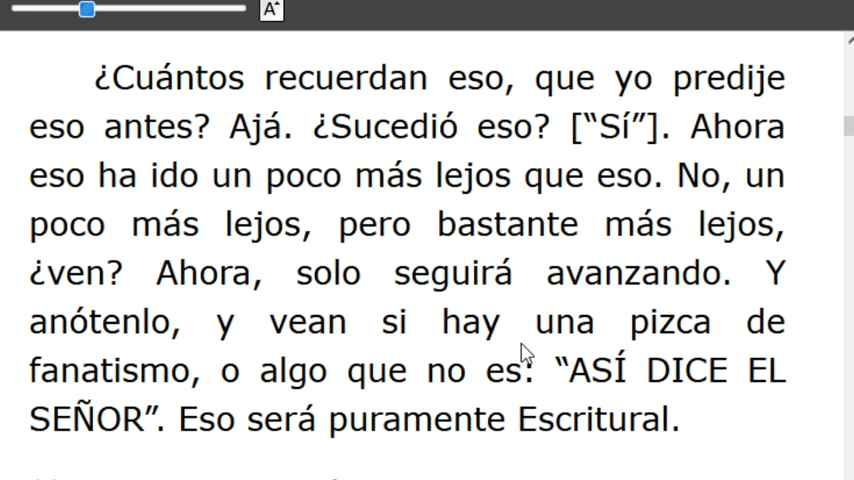 A
¿Cuántos recuerdan eso, que yo predije
eso antes? Ajá. ¿Sucedió eso? [“Sí”]. Ahora
eso ha ido un poco más lejos que eso. No, un
poco más lejos, pero bastante más lejos,
¿ven? Ahora, solo seguirá avanzando. Y
anótenlo, y vean si hay una pizca de
fanatismo, o algo que no es: “ASÍ DICE EL
SEÑOR”. Eso será puramente Escritural.